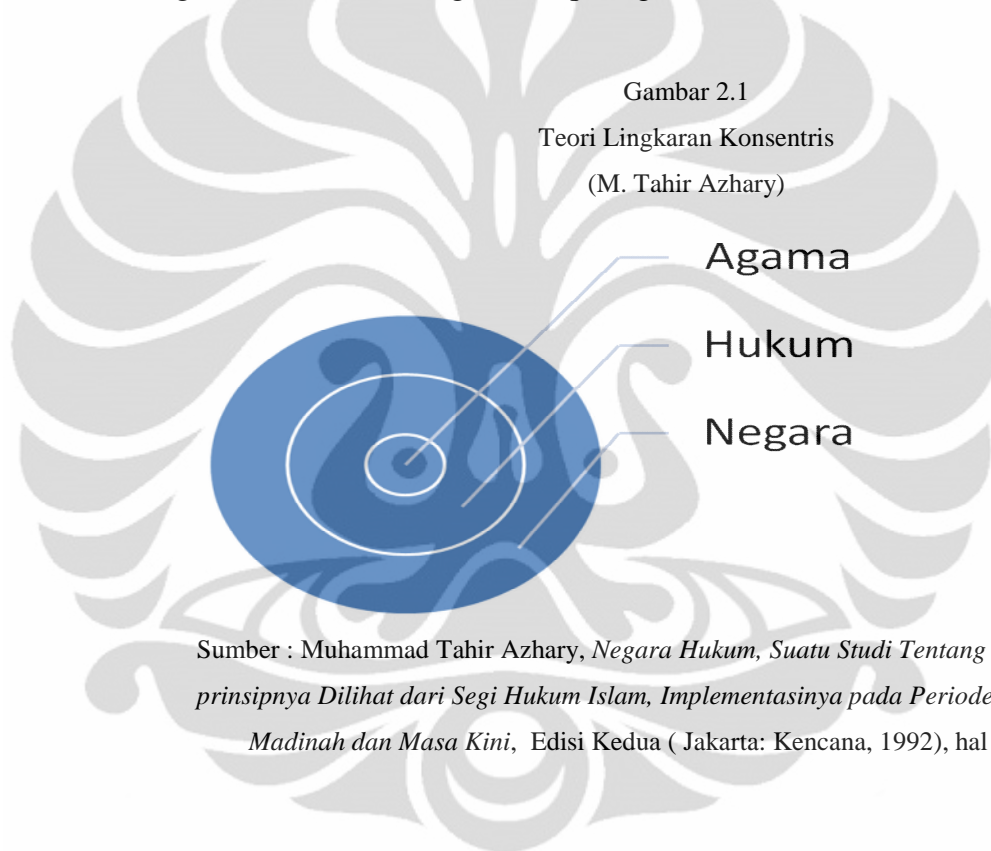 Gambar 2.1
Teori Lingkaran Konsentris
(M. Tahir Azhary)
Agama
Hukum
Negara
Sumber : Muhammad Tahir Azhary, Negara Hukum, Suatu Studi Tentang
prinsipnya Dilihat dari Segi Hukum Islam, Implementasinya pada Periode
Madinah dan Masa Kini, Edisi Kedua ( Jakarta: Kencana, 1992), hal